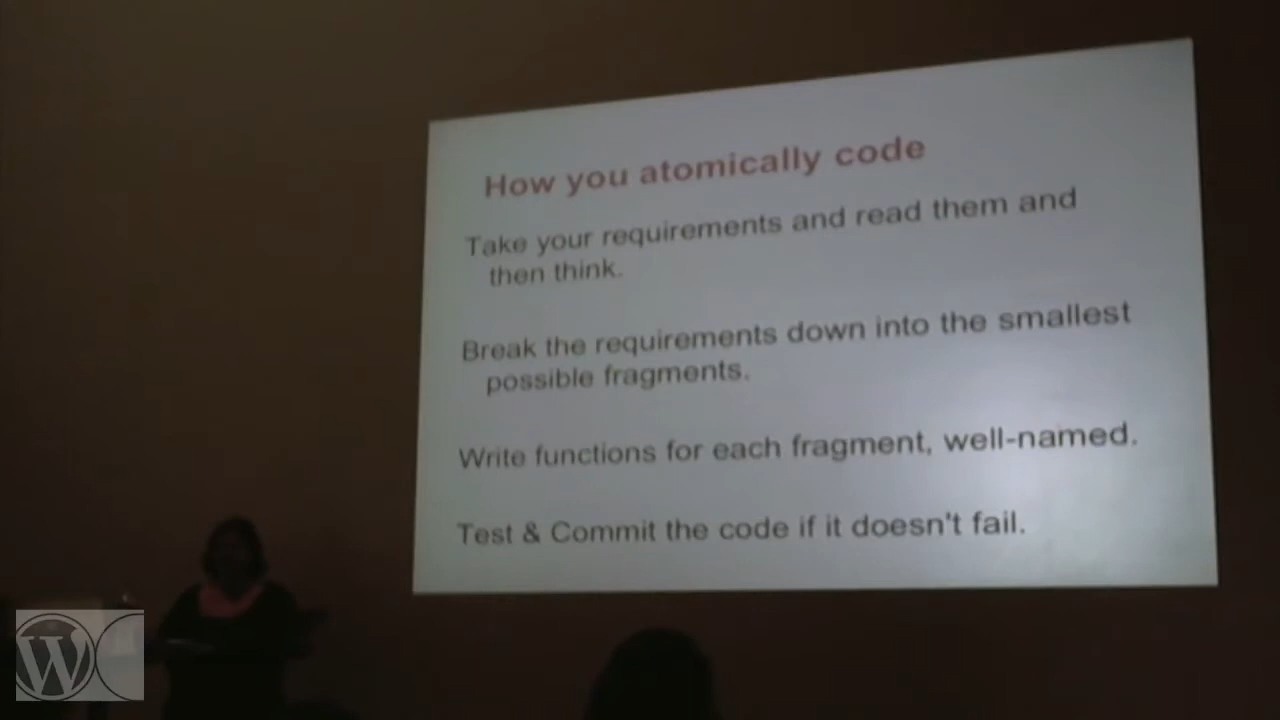 How you atomically code
Take your requirements and read them and
then think.
Break the requirements down into the smallest
possible fragments.
Write functions for each fragment, well-named.
Test & Commit the code if it doesn't fail.
W